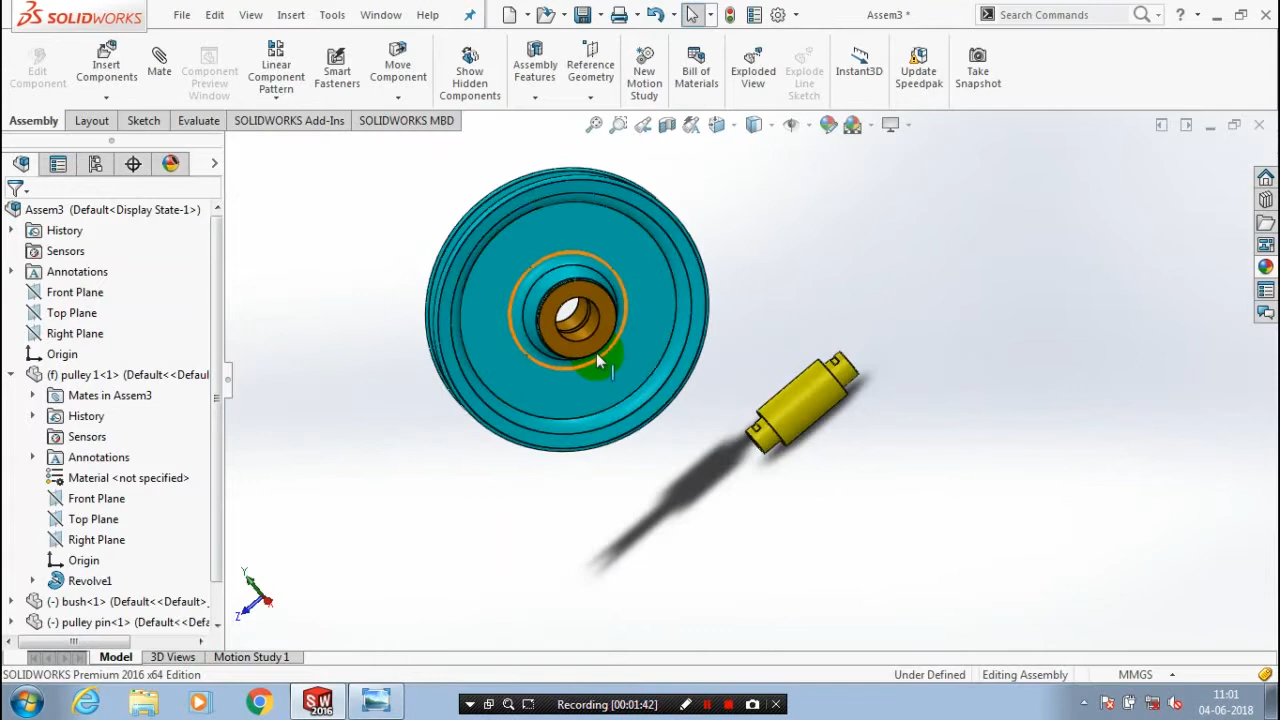 SOLIDWORKS File Edit View Insert Tools Window Help Assem3 * Search Commands ?
Edit Component
Insert Components
Mate
Component Preview Window
Linear Component Pattern
Smart Fasteners
Move Component
Show Hidden Components
Assembly Features
Reference Geometry
New Motion Study
Bill of Materials
Exploded View
Explode Line Sketch
Instant3D
Update Speedpak
Take Snapshot
Assembly Layout Sketch Evaluate SOLIDWORKS Add-Ins SOLIDWORKS MBD
Assem3 (Default<Display State-1>)
History
Sensors
Annotations
Front Plane
Top Plane
Right Plane
Origin
(f) pulley 1<1> (Defaul
Mates in Assem3
History
Sensors
Annotations
Material <not specified>
Front Plane
Top Plane
Right Plane
Origin
Revolve1
(-) bush<1> (Default<<Default>
(-) pulley pin<1> (Default<<Def
Y
Z
X
Model 3D Views Motion Study 1
SOLIDWORKS Premium 2016 x64 Edition Under Defined Editing Assembly MMGS
SW 2016
Recording [00:01:42]
11:01
04-06-2018